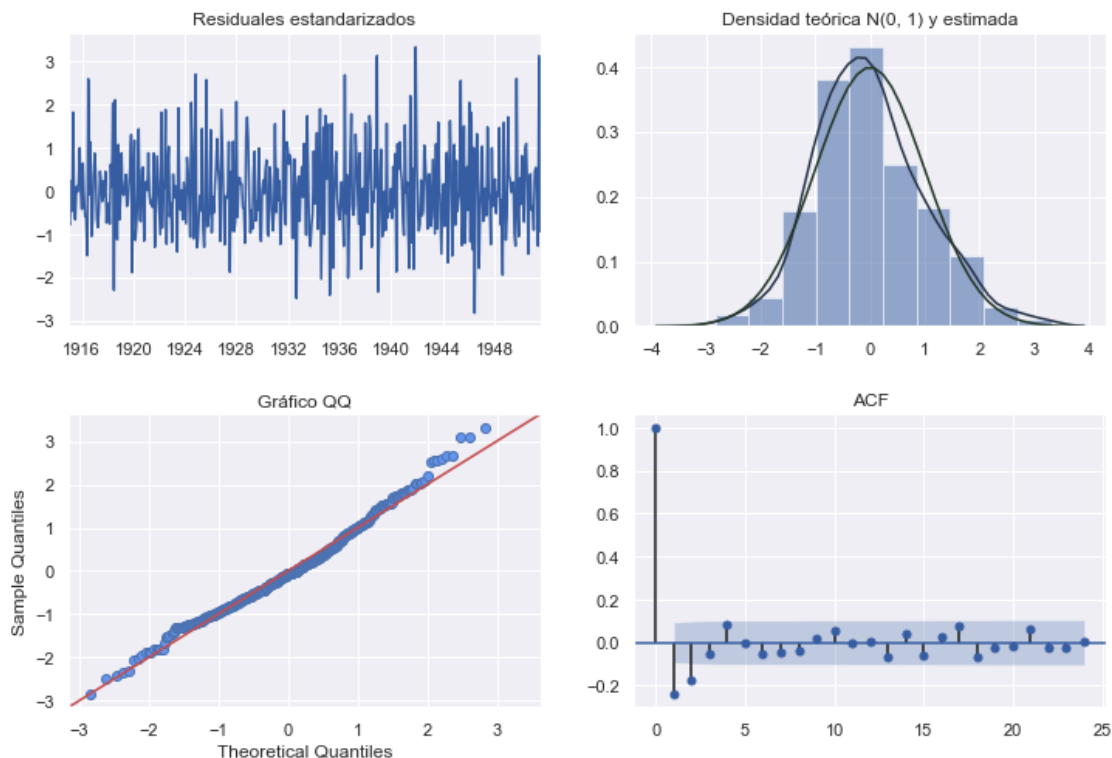 Residuales estandarizados
3
2
1
0
−1
−2
−3
1916 1920 1924 1928 1932 1936 1940 1944 1948
Densidad teórica N(0, 1) y estimada
0.4
0.3
0.2
0.1
0.0
−4 −3 −2 −1 0 1 2 3 4
Gráfico QQ
Sample Quantiles
3
2
1
0
−1
−2
−3
−3 −2 −1 0 1 2 3
Theoretical Quantiles
ACF
1.0
0.8
0.6
0.4
0.2
0.0
−0.2
0 5 10 15 20 25